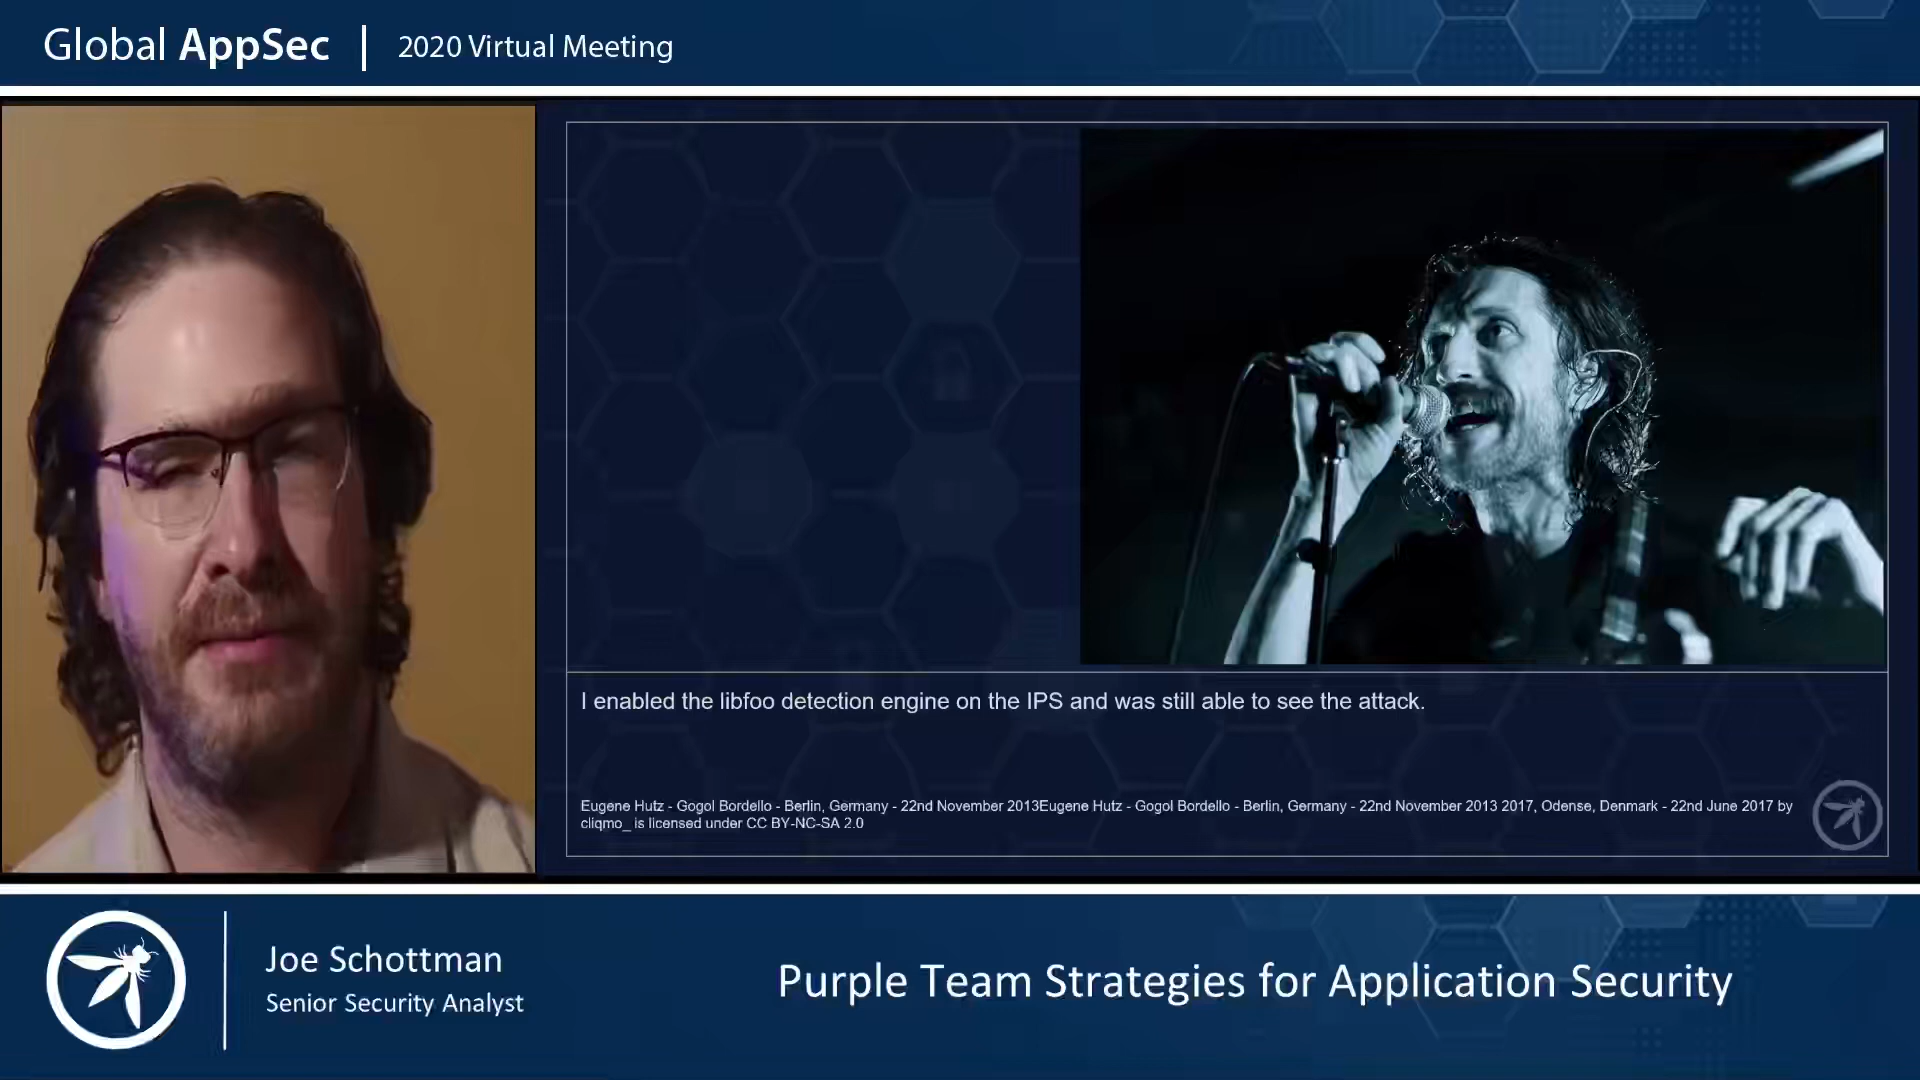 Global AppSec | 2020 Virtual Meeting
I enabled the libfoo detection engine on the IPS and was still able to see the attack.
Eugene Hutz - Gogol Bordello - Berlin, Germany - 22nd November 2013Eugene Hutz - Gogol Bordello - Berlin, Germany - 22nd November 2013 2017, Odense, Denmark - 22nd June 2017 by
cliqmo_ is licensed under CC BY-NC-SA 2.0
Joe Schottman
Senior Security Analyst
Purple Team Strategies for Application Security